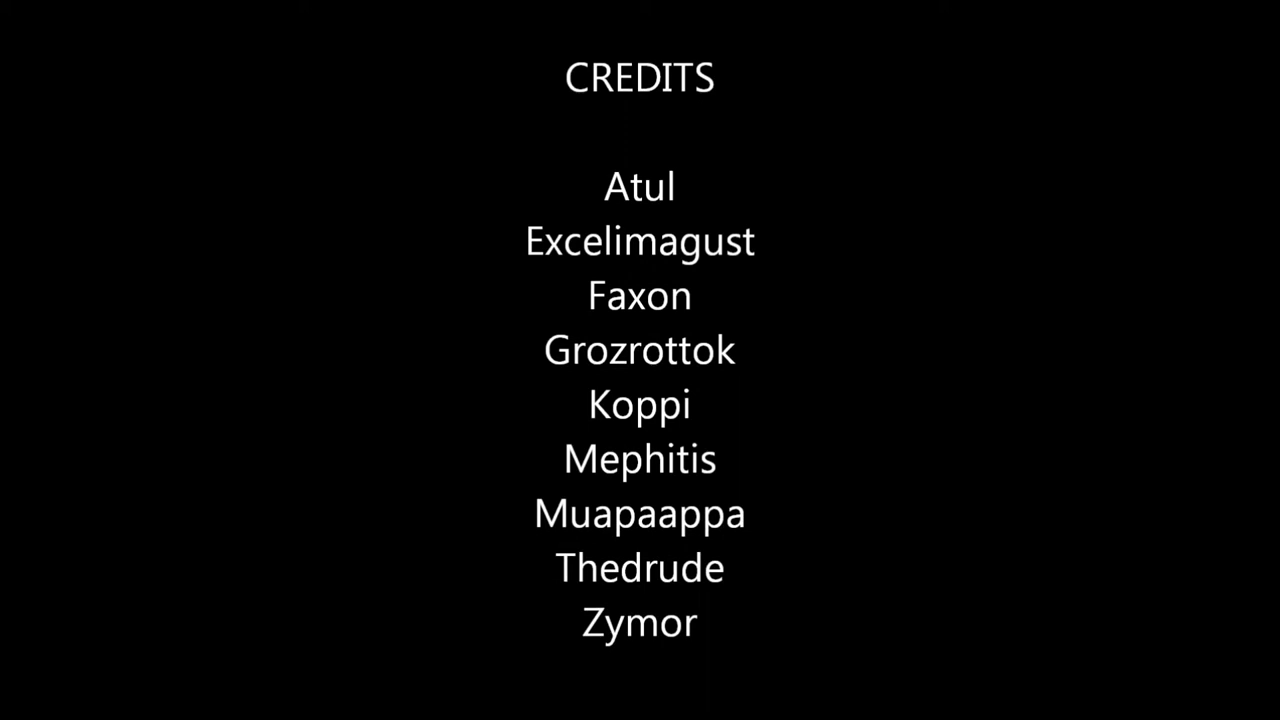 CREDITS
Atul
Excelimagust
Faxon
Grozrottok
Koppi
Mephitis
Muapaappa
Thedrude
Zymor